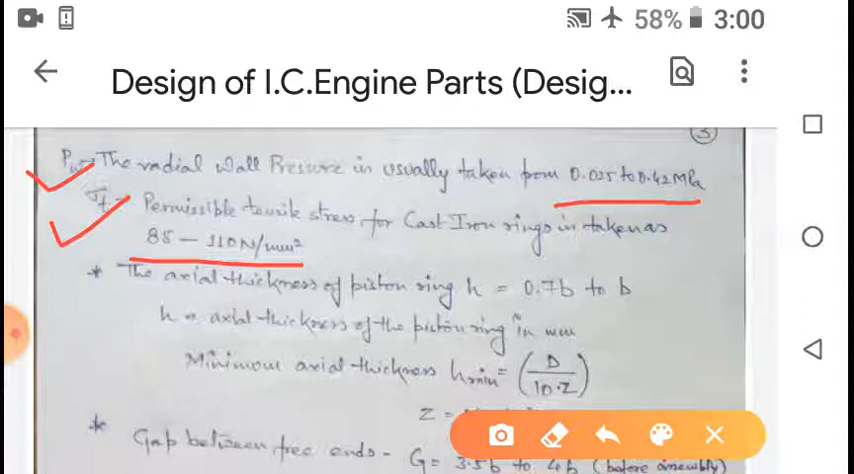 58% 3:00
Design of I.C.Engine Parts (Desig...
3
Pw → The radial wall Pressure is usually taken from 0.025 to 0.42 MPa
σt → Permissible tensile stress for Cast Iron rings is taken as
85 - 110 N/mm²
* The axial thickness of piston ring h = 0.7b to b
h = axial thickness of the piston ring in mm
Minimum axial thickness hmin = (D / 10·Z)
Z =
* Gap between free ends - G = 3.5b to 4b (before assembly)